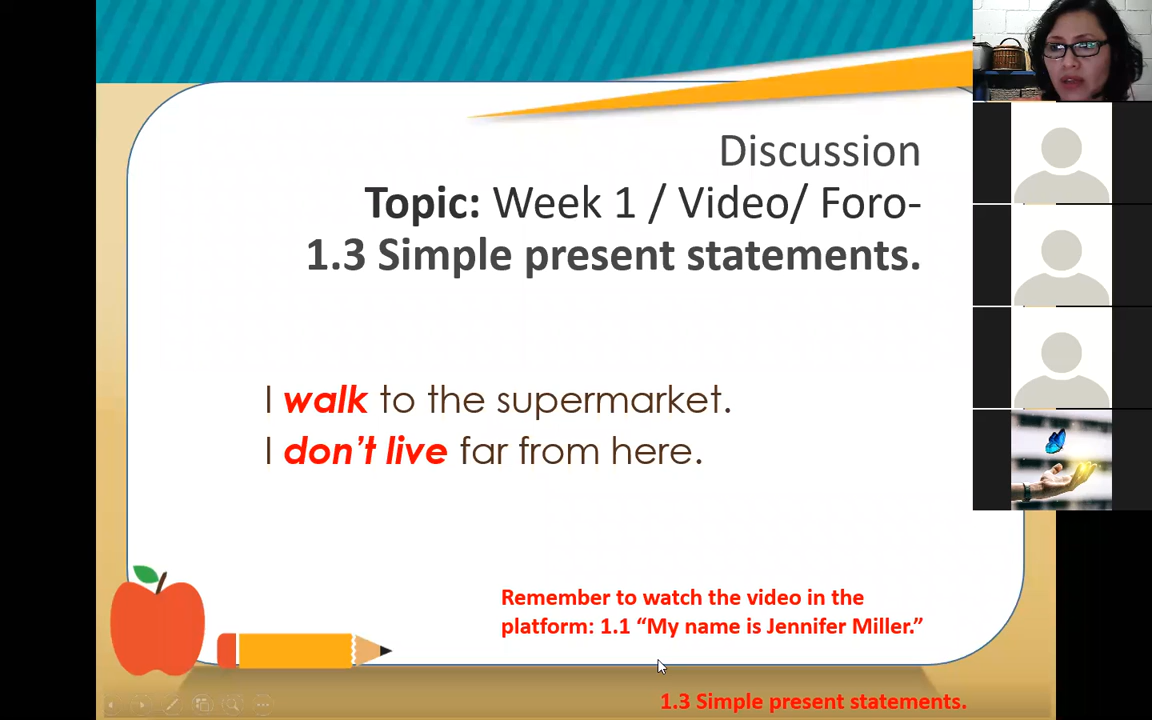 Discussion
Topic: Week 1 / Video/ Foro-
1.3 Simple present statements.
I walk to the supermarket.
I don't live far from here.
Remember to watch the video in the
platform: 1.1 “My name is Jennifer Miller.”
1.3 Simple present statements.